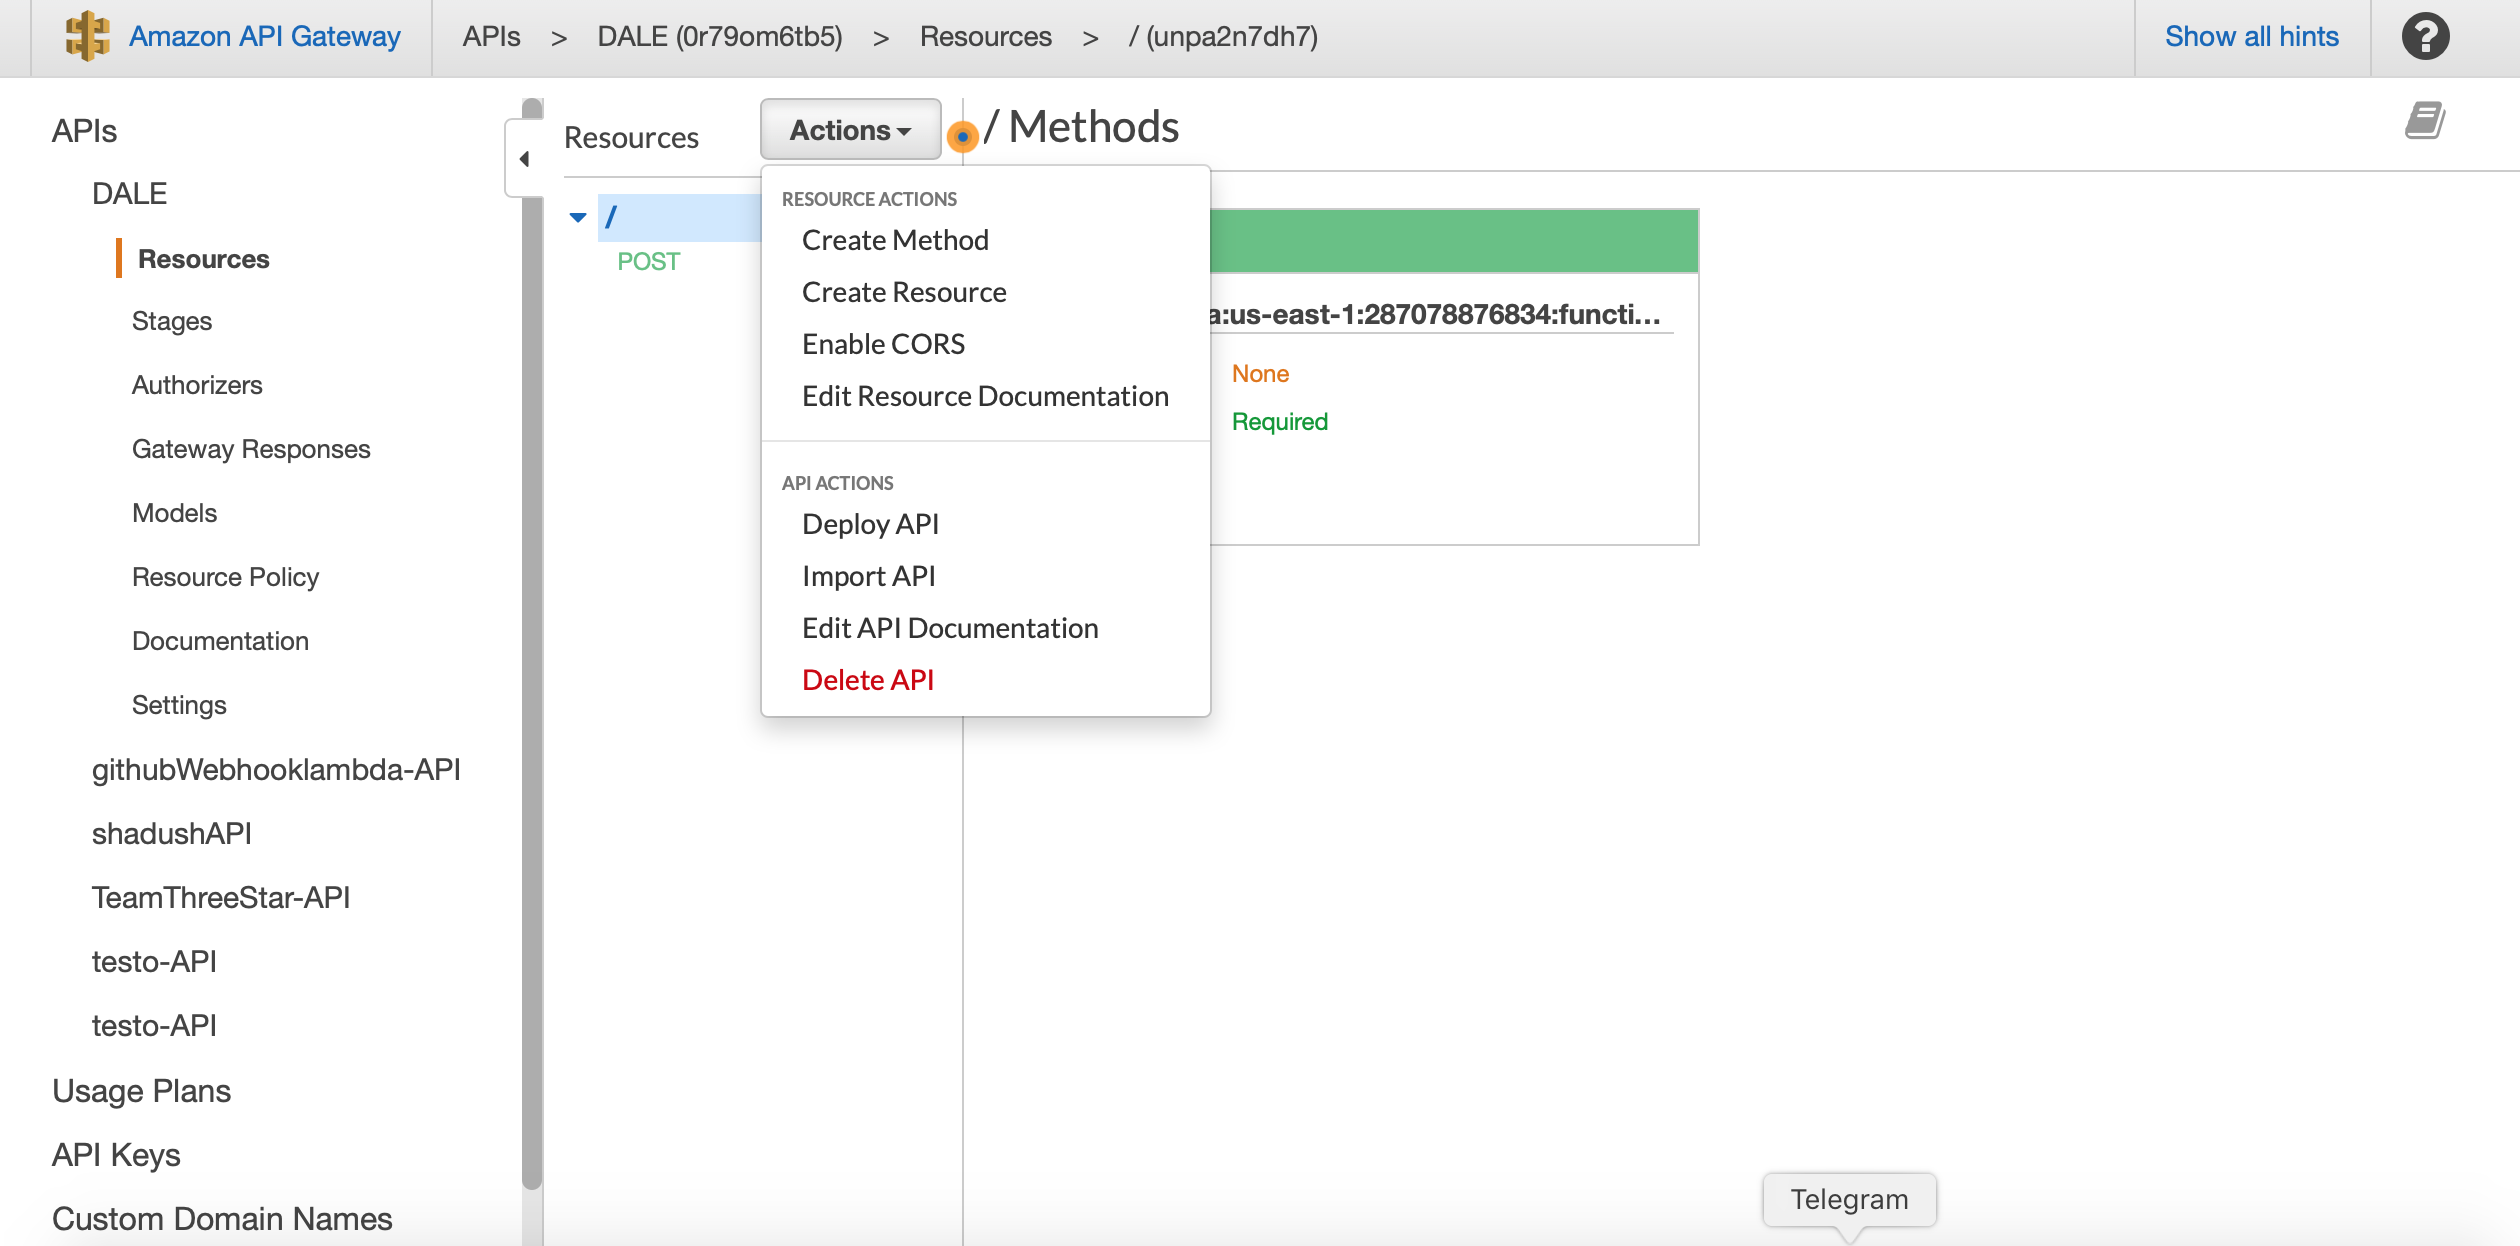 Amazon API Gateway
APIs > DALE (0r79om6tb5) > Resources > / (unpa2n7dh7)
Show all hints
?
APIs
DALE
Resources
Stages
Authorizers
Gateway Responses
Models
Resource Policy
Documentation
Settings
githubWebhooklambda-API
shadushAPI
TeamThreeStar-API
testo-API
testo-API
Usage Plans
API Keys
Custom Domain Names
Resources
Actions
/
POST
RESOURCE ACTIONS
Create Method
Create Resource
Enable CORS
Edit Resource Documentation
API ACTIONS
Deploy API
Import API
Edit API Documentation
Delete API
/ Methods
a:us-east-1:287078876834:functi...
None
Required
Telegram